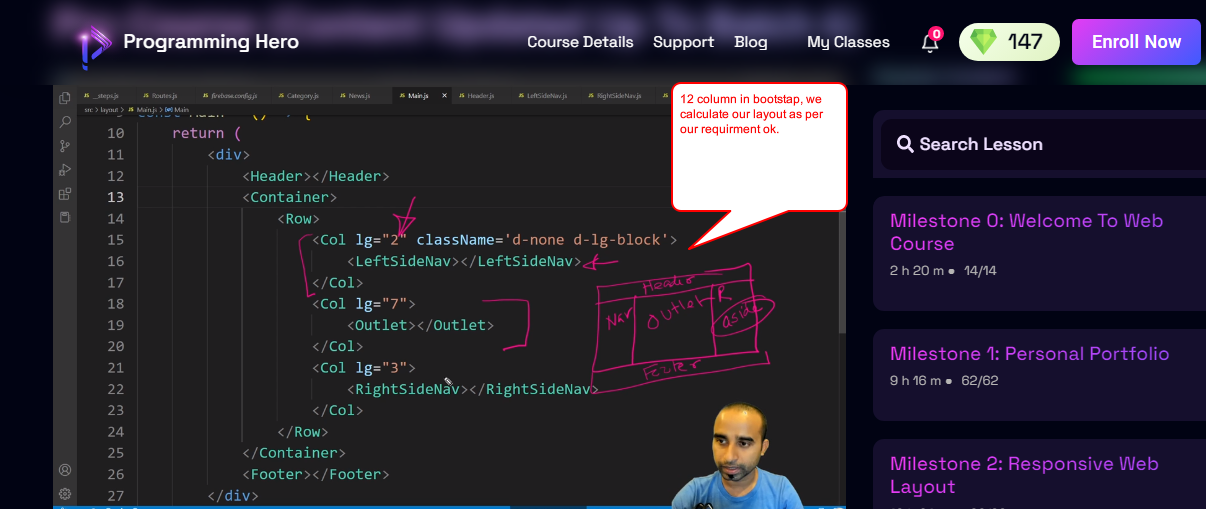 Programming Hero
Course Details
Support
Blog
My Classes
0
147
Enroll Now
_steps.js
Routes.js
firebase.config.js
Category.js
News.js
Main.js
Header.js
LeftSideNav.js
RightSideNav.js
src > layout > Main.js > Main
10 return (
11 <div>
12 <Header></Header>
13 <Container>
14 <Row>
15 <Col lg="2" className='d-none d-lg-block'>
16 <LeftSideNav></LeftSideNav>
17 </Col>
18 <Col lg="7">
19 <Outlet></Outlet>
20 </Col>
21 <Col lg="3">
22 <RightSideNav></RightSideNav>
23 </Col>
24 </Row>
25 </Container>
26 <Footer></Footer>
27 </div>
12 column in bootstap, we
calculate our layout as per
our requirment ok.
Header
Nav
Outlet
R
aside
Footer
Search Lesson
Milestone 0: Welcome To Web
Course
2 h 20 m
14/14
Milestone 1: Personal Portfolio
9 h 16 m
62/62
Milestone 2: Responsive Web
Layout